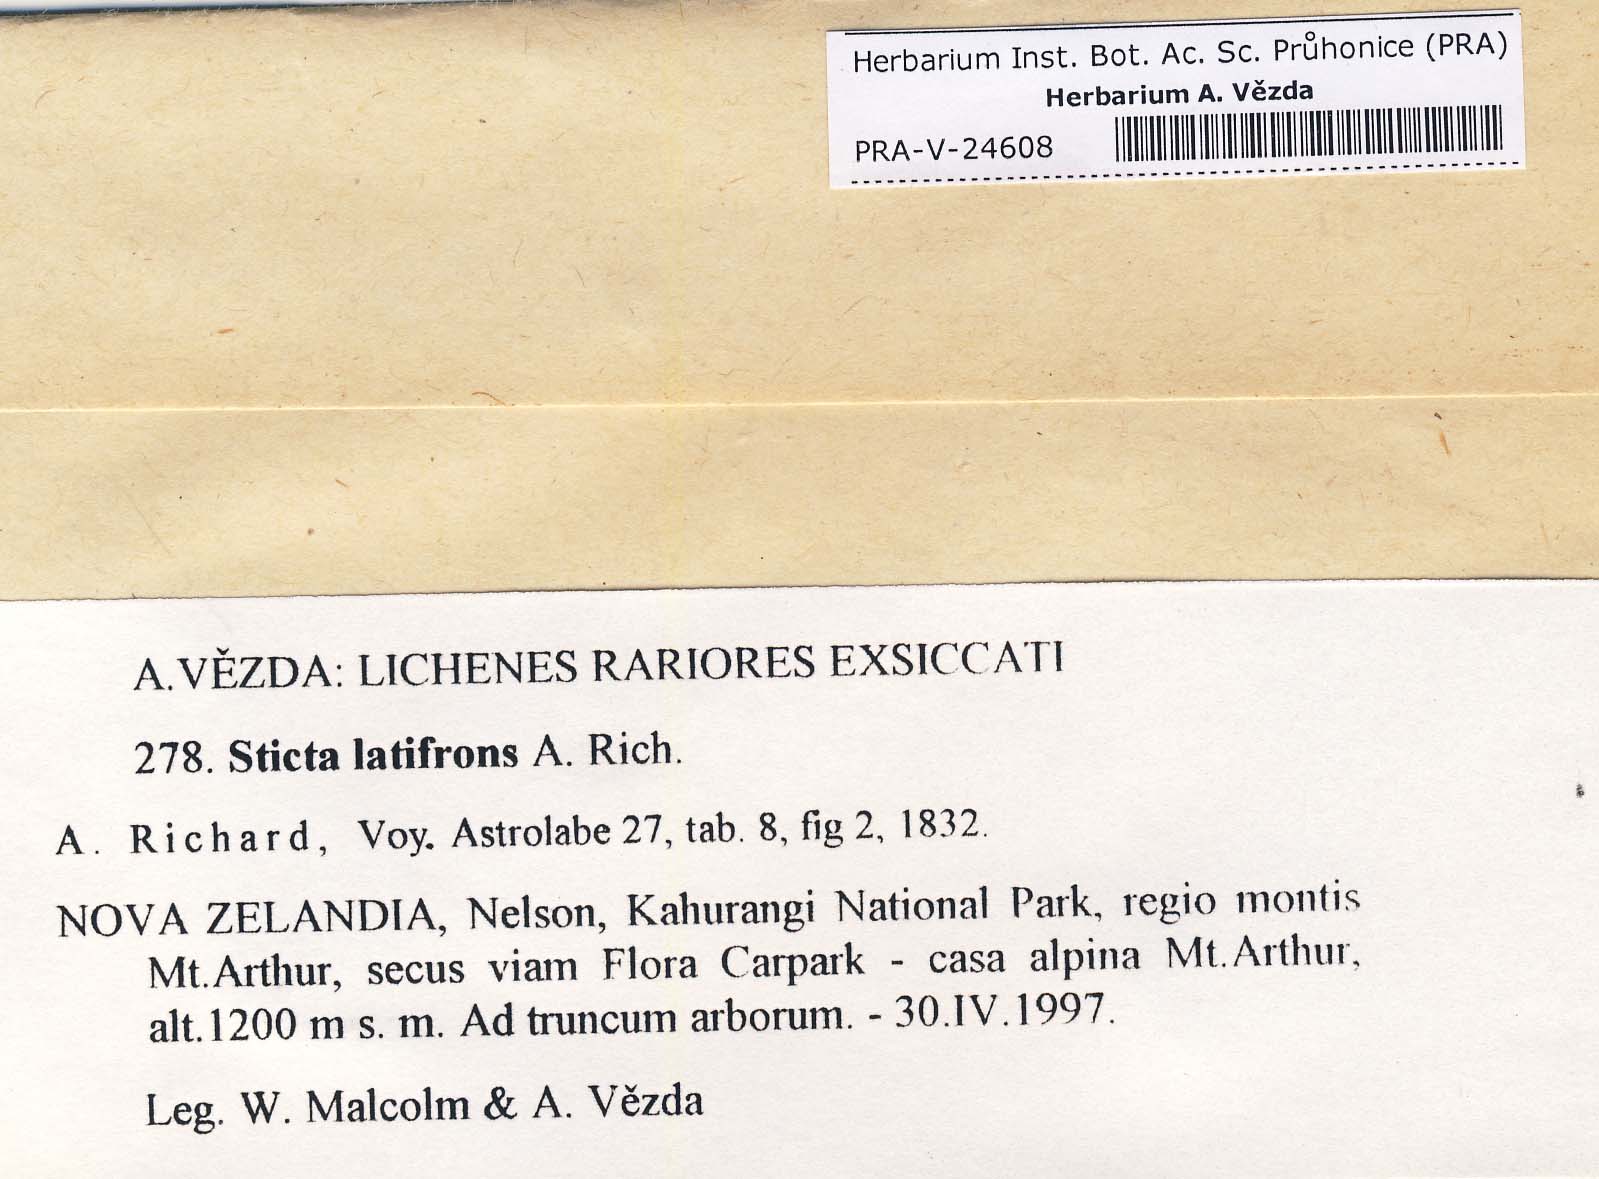 Herbarium Inst. Bot. Ac. Sc. Průhonice (PRA)
Herbarium A. Vězda
PRA-V-24608
A.VĚZDA: LICHENES RARIORES EXSICCATI
278. Sticta latifrons A. Rich.
A. Richard, Voy. Astrolabe 27, tab. 8, fig 2, 1832.
NOVA ZELANDIA, Nelson, Kahurangi National Park, regio montis
Mt.Arthur, secus viam Flora Carpark - casa alpina Mt.Arthur,
alt.1200 m s. m. Ad truncum arborum. - 30.IV.1997.
Leg. W. Malcolm & A. Vězda